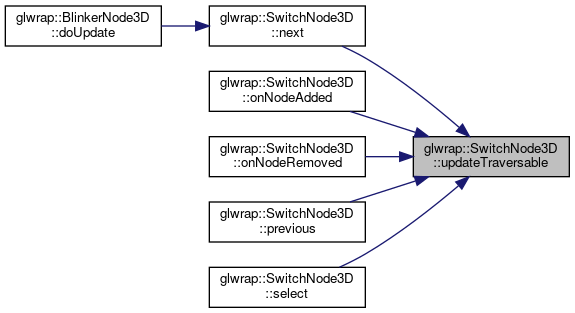 glwrap::BlinkerNode3D
::doUpdate
glwrap::SwitchNode3D
::next
glwrap::SwitchNode3D
::onNodeAdded
glwrap::SwitchNode3D
::onNodeRemoved
glwrap::SwitchNode3D
::updateTraversable
glwrap::SwitchNode3D
::previous
glwrap::SwitchNode3D
::select